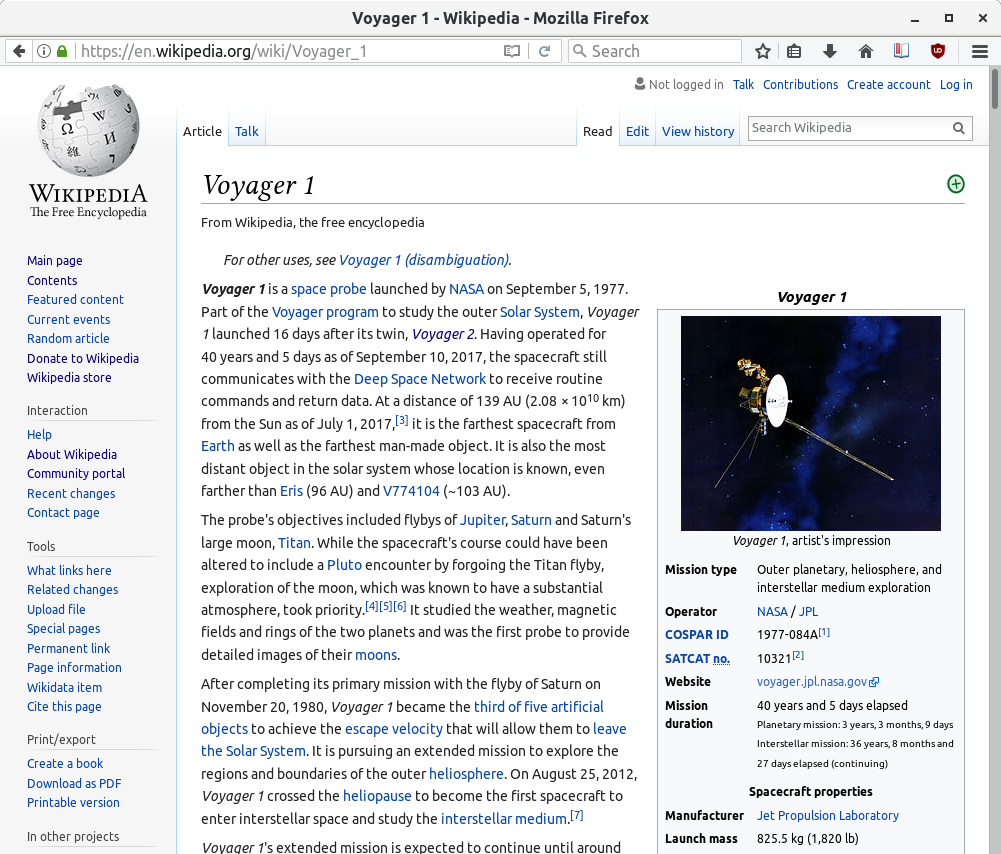 Voyager 1 - Wikipedia - Mozilla Firefox
https://en.wikipedia.org/wiki/Voyager_1
Search
Not logged in Talk Contributions Create account Log in
Article Talk
Read Edit View history
Search Wikipedia
Ω W И 維
WIKIPEDIA
The Free Encyclopedia
Main page
Contents
Featured content
Current events
Random article
Donate to Wikipedia
Wikipedia store
Interaction
Help
About Wikipedia
Community portal
Recent changes
Contact page
Tools
What links here
Related changes
Upload file
Special pages
Permanent link
Page information
Wikidata item
Cite this page
Print/export
Create a book
Download as PDF
Printable version
In other projects
Voyager 1
From Wikipedia, the free encyclopedia
For other uses, see Voyager 1 (disambiguation).
Voyager 1 is a space probe launched by NASA on September 5, 1977.
Part of the Voyager program to study the outer Solar System, Voyager
1 launched 16 days after its twin, Voyager 2. Having operated for
40 years and 5 days as of September 10, 2017, the spacecraft still
communicates with the Deep Space Network to receive routine
commands and return data. At a distance of 139 AU (2.08 × 10¹⁰ km)
from the Sun as of July 1, 2017,[3] it is the farthest spacecraft from
Earth as well as the farthest man-made object. It is also the most
distant object in the solar system whose location is known, even
farther than Eris (96 AU) and V774104 (~103 AU).
The probe's objectives included flybys of Jupiter, Saturn and Saturn's
large moon, Titan. While the spacecraft's course could have been
altered to include a Pluto encounter by forgoing the Titan flyby,
exploration of the moon, which was known to have a substantial
atmosphere, took priority.[4][5][6] It studied the weather, magnetic
fields and rings of the two planets and was the first probe to provide
detailed images of their moons.
After completing its primary mission with the flyby of Saturn on
November 20, 1980, Voyager 1 became the third of five artificial
objects to achieve the escape velocity that will allow them to leave
the Solar System. It is pursuing an extended mission to explore the
regions and boundaries of the outer heliosphere. On August 25, 2012,
Voyager 1 crossed the heliopause to become the first spacecraft to
enter interstellar space and study the interstellar medium.[7]
Voyager 1's extended mission is expected to continue until around
Voyager 1
Voyager 1, artist's impression
Mission type Outer planetary, heliosphere, and
interstellar medium exploration
Operator NASA / JPL
COSPAR ID 1977-084A[1]
SATCAT no. 10321[2]
Website voyager.jpl.nasa.gov
Mission duration 40 years and 5 days elapsed
Planetary mission: 3 years, 3 months, 9 days
Interstellar mission: 36 years, 8 months and
27 days elapsed (continuing)
Spacecraft properties
Manufacturer Jet Propulsion Laboratory
Launch mass 825.5 kg (1,820 lb)